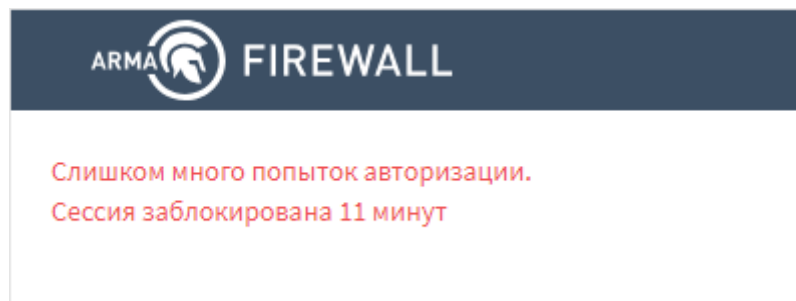 ARMA FIREWALL
Слишком много попыток авторизации.
Сессия заблокирована 11 минут